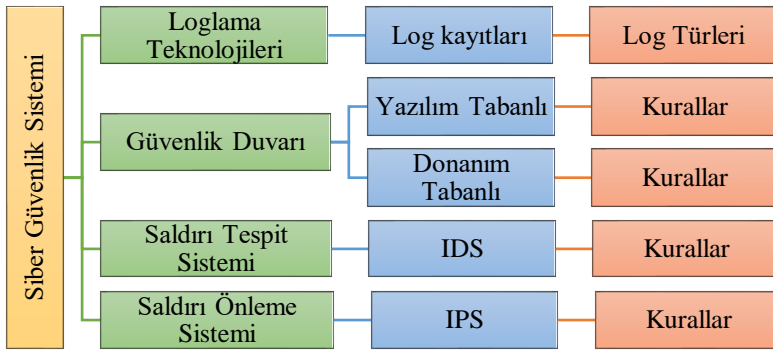 Siber Güvenlik Sistemi
Loglama
Teknolojileri
Log kayıtları
Log Türleri
Güvenlik Duvarı
Yazılım Tabanlı
Kurallar
Donanım
Tabanlı
Kurallar
Saldırı Tespit
Sistemi
IDS
Kurallar
Saldırı Önleme
Sistemi
IPS
Kurallar